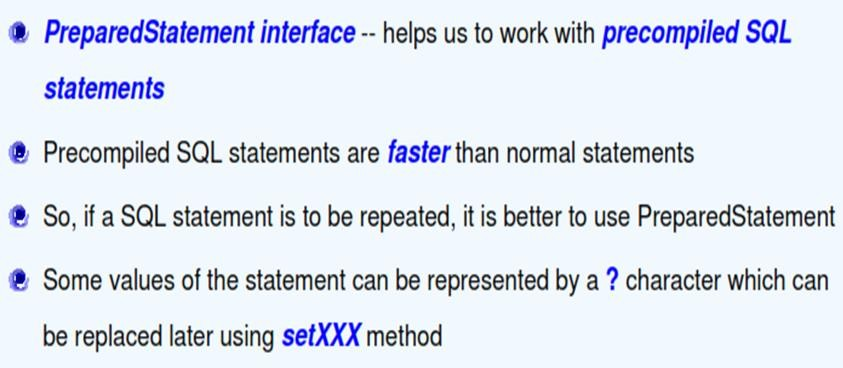 PreparedStatement interface -- helps us to work with precompiled SQL
statements
Precompiled SQL statements are faster than normal statements
So, if a SQL statement is to be repeated, it is better to use PreparedStatement
Some values of the statement can be represented by a ? character which can
be replaced later using setXXX method